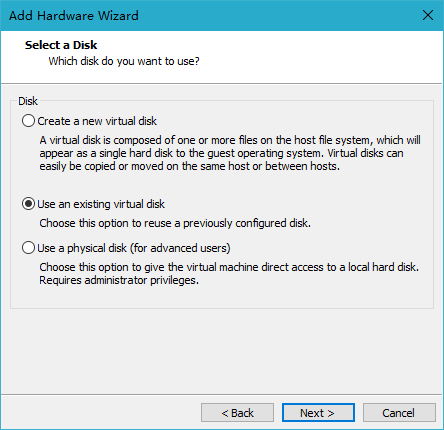 Add Hardware Wizard
Select a Disk
Which disk do you want to use?
Disk
Create a new virtual disk
A virtual disk is composed of one or more files on the host file system, which will
appear as a single hard disk to the guest operating system. Virtual disks can
easily be copied or moved on the same host or between hosts.
Use an existing virtual disk
Choose this option to reuse a previously configured disk.
Use a physical disk (for advanced users)
Choose this option to give the virtual machine direct access to a local hard disk.
Requires administrator privileges.
< Back Next > Cancel